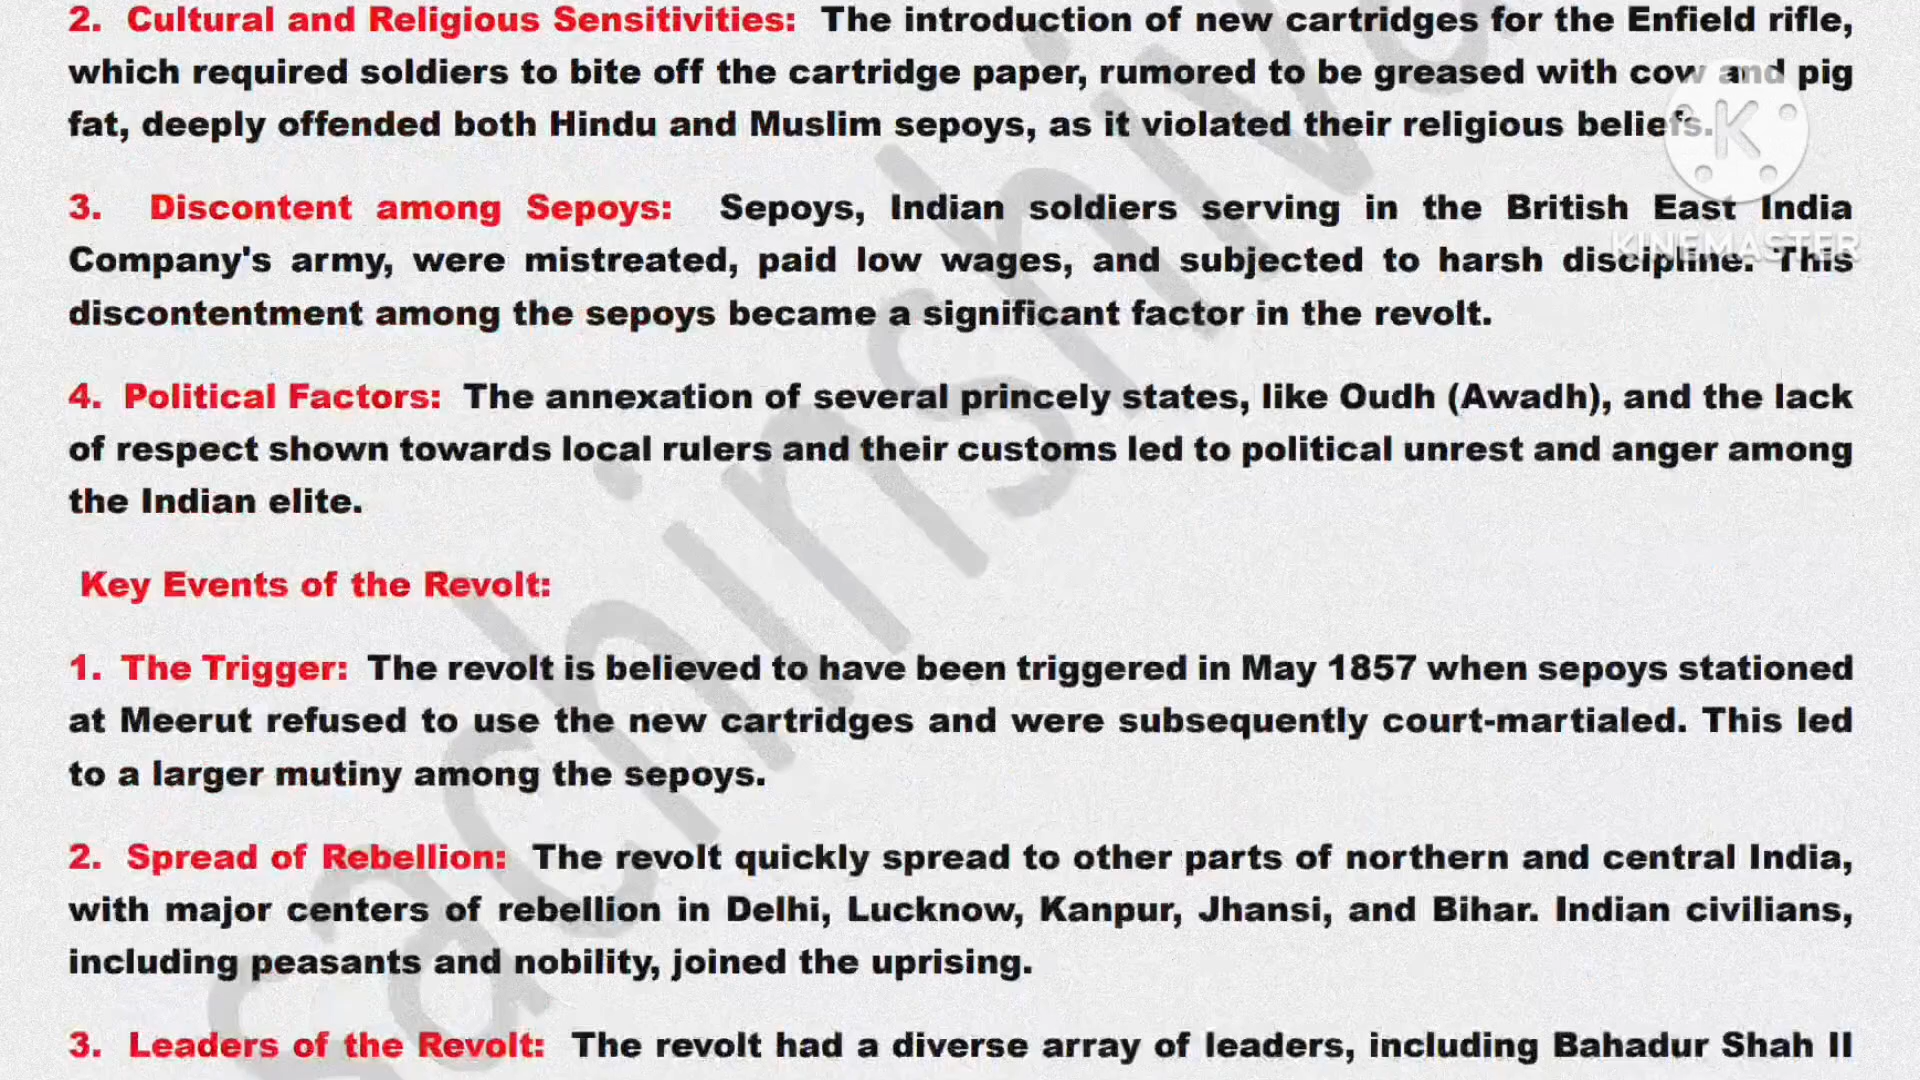 2. Cultural and Religious Sensitivities: The introduction of new cartridges for the Enfield rifle,
which required soldiers to bite off the cartridge paper, rumored to be greased with cow and pig
fat, deeply offended both Hindu and Muslim sepoys, as it violated their religious beliefs.
K
3. Discontent among Sepoys: Sepoys, Indian soldiers serving in the British East India
KINEMASTER
Company's army, were mistreated, paid low wages, and subjected to harsh discipline. This
discontentment among the sepoys became a significant factor in the revolt.
4. Political Factors: The annexation of several princely states, like Oudh (Awadh), and the lack
of respect shown towards local rulers and their customs led to political unrest and anger among
the Indian elite.
Key Events of the Revolt:
1. The Trigger: The revolt is believed to have been triggered in May 1857 when sepoys stationed
at Meerut refused to use the new cartridges and were subsequently court-martialed. This led
to a larger mutiny among the sepoys.
2. Spread of Rebellion: The revolt quickly spread to other parts of northern and central India,
with major centers of rebellion in Delhi, Lucknow, Kanpur, Jhansi, and Bihar. Indian civilians,
including peasants and nobility, joined the uprising.
3. Leaders of the Revolt: The revolt had a diverse array of leaders, including Bahadur Shah II